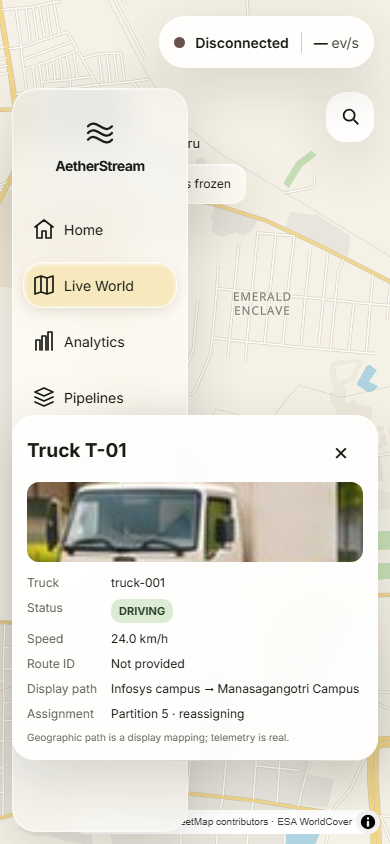 Disconnected
— ev/s
ru
AetherStream
s frozen
Home
Live World
EMERALD
ENCLAVE
Analytics
Pipelines
Truck T-01
Truck truck-001
Status DRIVING
Speed 24.0 km/h
Route ID Not provided
Display path Infosys campus → Manasagangotri Campus
Assignment Partition 5 · reassigning
Geographic path is a display mapping; telemetry is real.
eetMap contributors · ESA WorldCover